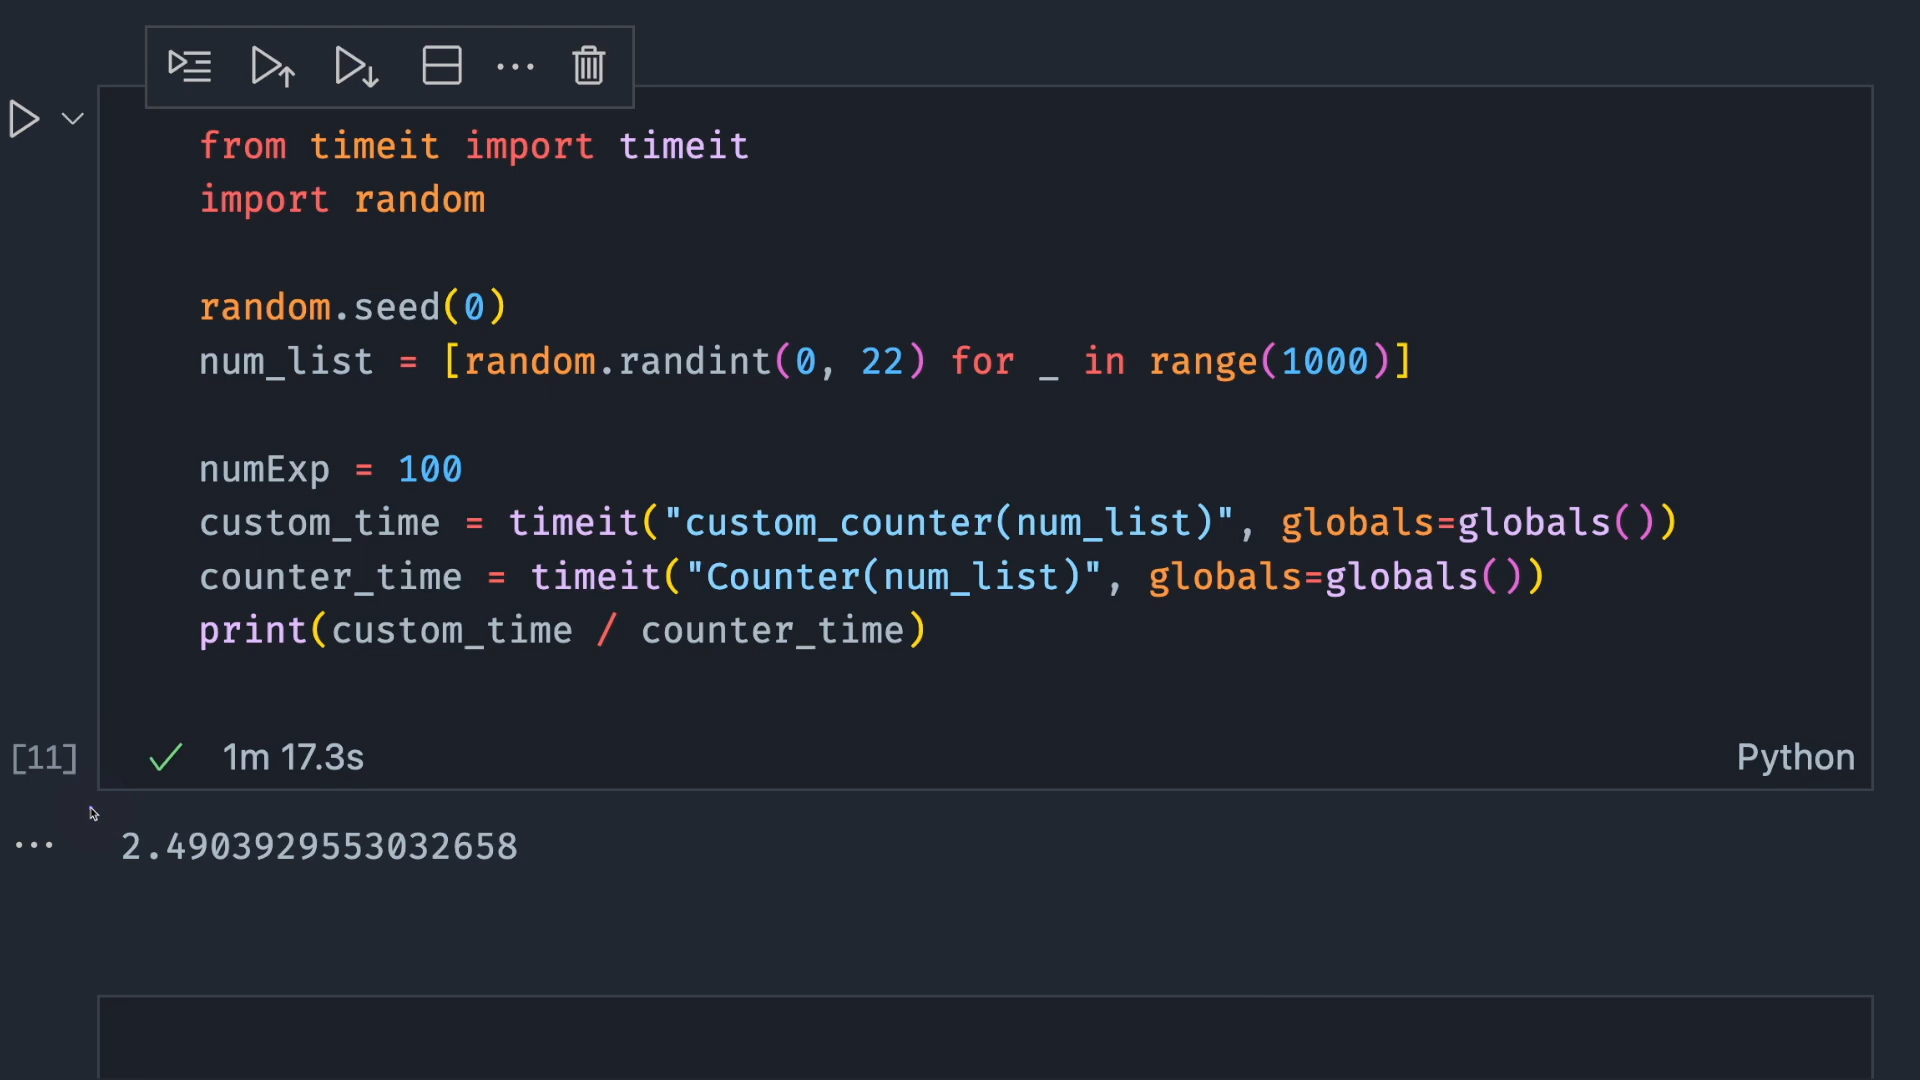 from timeit import timeit
import random
random.seed(0)
num_list = [random.randint(0, 22) for _ in range(1000)]
numExp = 100
custom_time = timeit("custom_counter(num_list)", globals=globals())
counter_time = timeit("Counter(num_list)", globals=globals())
print(custom_time / counter_time)
[11] 1m 17.3s Python
2.4903929553032658